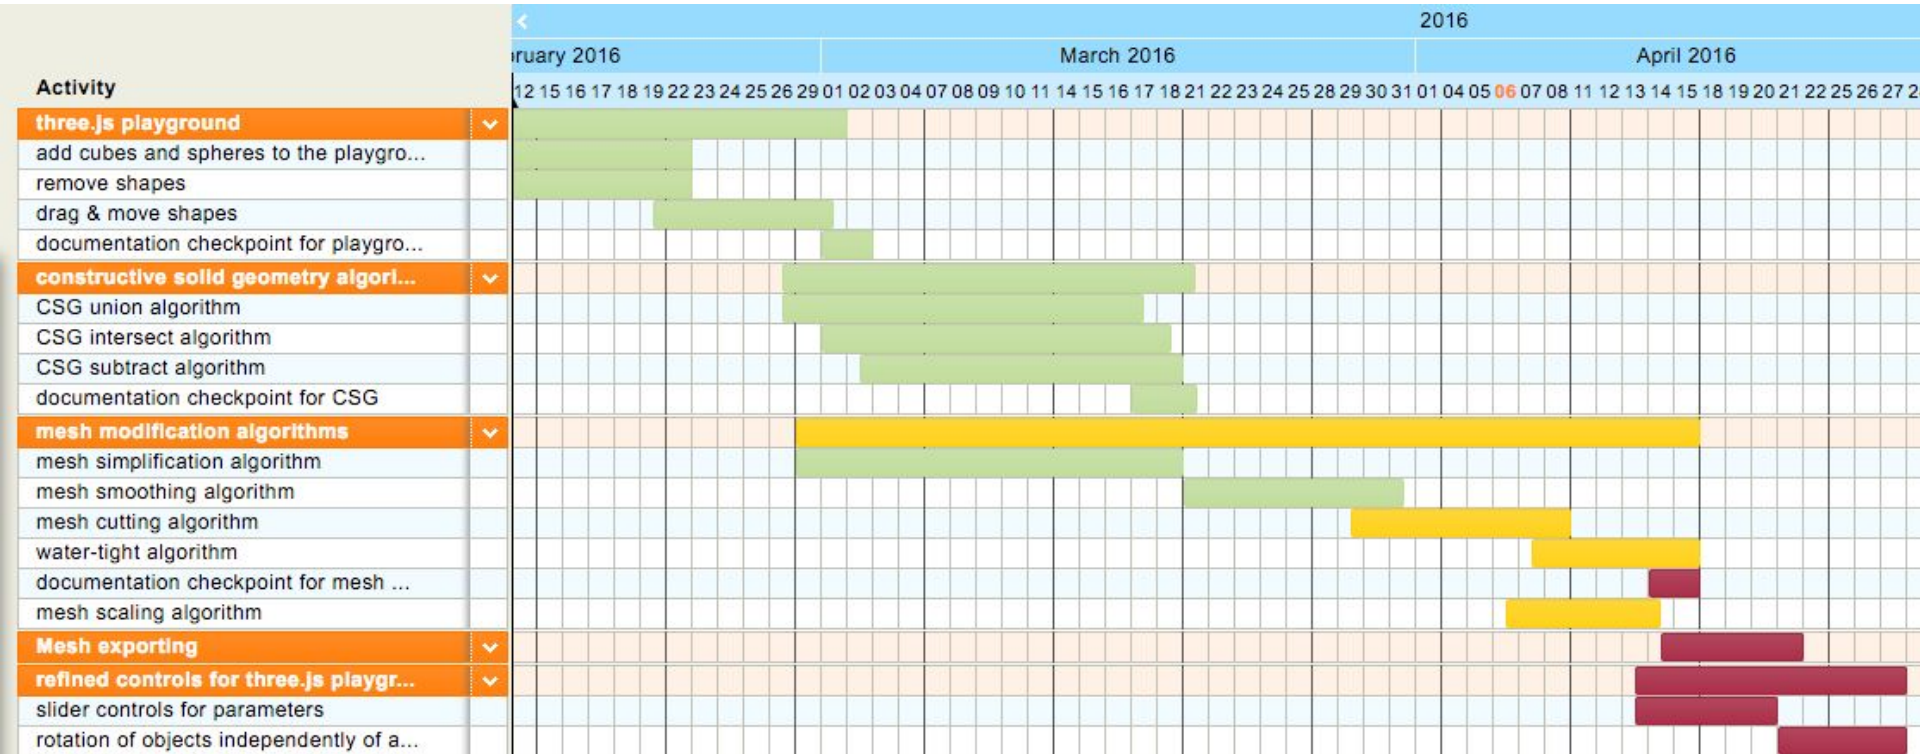 2016
ruary 2016 March 2016 April 2016
Activity
12 15 16 17 18 19 22 23 24 25 26 29 01 02 03 04 07 08 09 10 11 14 15 16 17 18 21 22 23 24 25 28 29 30 31 01 04 05 06 07 08 11 12 13 14 15 18 19 20 21 22 25 26 27 2
three.js playground
add cubes and spheres to the playgro...
remove shapes
drag & move shapes
documentation checkpoint for playgro...
constructive solid geometry algori...
CSG union algorithm
CSG intersect algorithm
CSG subtract algorithm
documentation checkpoint for CSG
mesh modification algorithms
mesh simplification algorithm
mesh smoothing algorithm
mesh cutting algorithm
water-tight algorithm
documentation checkpoint for mesh ...
mesh scaling algorithm
Mesh exporting
refined controls for three.js playgr...
slider controls for parameters
rotation of objects independently of a...